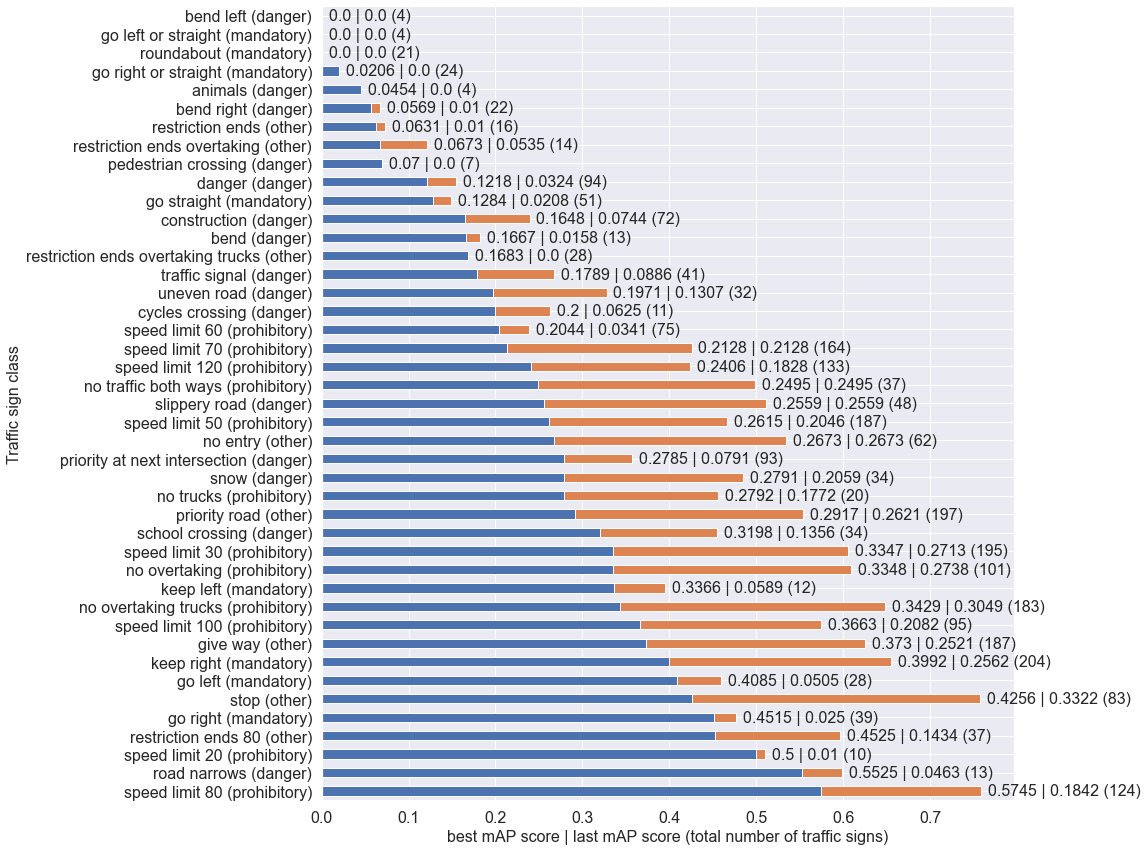 Traffic sign class
bend left (danger) 0.0 | 0.0 (4)
go left or straight (mandatory) 0.0 | 0.0 (4)
roundabout (mandatory) 0.0 | 0.0 (21)
go right or straight (mandatory) 0.0206 | 0.0 (24)
animals (danger) 0.0454 | 0.0 (4)
bend right (danger) 0.0569 | 0.01 (22)
restriction ends (other) 0.0631 | 0.01 (16)
restriction ends overtaking (other) 0.0673 | 0.0535 (14)
pedestrian crossing (danger) 0.07 | 0.0 (7)
danger (danger) 0.1218 | 0.0324 (94)
go straight (mandatory) 0.1284 | 0.0208 (51)
construction (danger) 0.1648 | 0.0744 (72)
bend (danger) 0.1667 | 0.0158 (13)
restriction ends overtaking trucks (other) 0.1683 | 0.0 (28)
traffic signal (danger) 0.1789 | 0.0886 (41)
uneven road (danger) 0.1971 | 0.1307 (32)
cycles crossing (danger) 0.2 | 0.0625 (11)
speed limit 60 (prohibitory) 0.2044 | 0.0341 (75)
speed limit 70 (prohibitory) 0.2128 | 0.2128 (164)
speed limit 120 (prohibitory) 0.2406 | 0.1828 (133)
no traffic both ways (prohibitory) 0.2495 | 0.2495 (37)
slippery road (danger) 0.2559 | 0.2559 (48)
speed limit 50 (prohibitory) 0.2615 | 0.2046 (187)
no entry (other) 0.2673 | 0.2673 (62)
priority at next intersection (danger) 0.2785 | 0.0791 (93)
snow (danger) 0.2791 | 0.2059 (34)
no trucks (prohibitory) 0.2792 | 0.1772 (20)
priority road (other) 0.2917 | 0.2621 (197)
school crossing (danger) 0.3198 | 0.1356 (34)
speed limit 30 (prohibitory) 0.3347 | 0.2713 (195)
no overtaking (prohibitory) 0.3348 | 0.2738 (101)
keep left (mandatory) 0.3366 | 0.0589 (12)
no overtaking trucks (prohibitory) 0.3429 | 0.3049 (183)
speed limit 100 (prohibitory) 0.3663 | 0.2082 (95)
give way (other) 0.373 | 0.2521 (187)
keep right (mandatory) 0.3992 | 0.2562 (204)
go left (mandatory) 0.4085 | 0.0505 (28)
stop (other) 0.4256 | 0.3322 (83)
go right (mandatory) 0.4515 | 0.025 (39)
restriction ends 80 (other) 0.4525 | 0.1434 (37)
speed limit 20 (prohibitory) 0.5 | 0.01 (10)
road narrows (danger) 0.5525 | 0.0463 (13)
speed limit 80 (prohibitory) 0.5745 | 0.1842 (124)
0.0 0.1 0.2 0.3 0.4 0.5 0.6 0.7
best mAP score | last mAP score (total number of traffic signs)